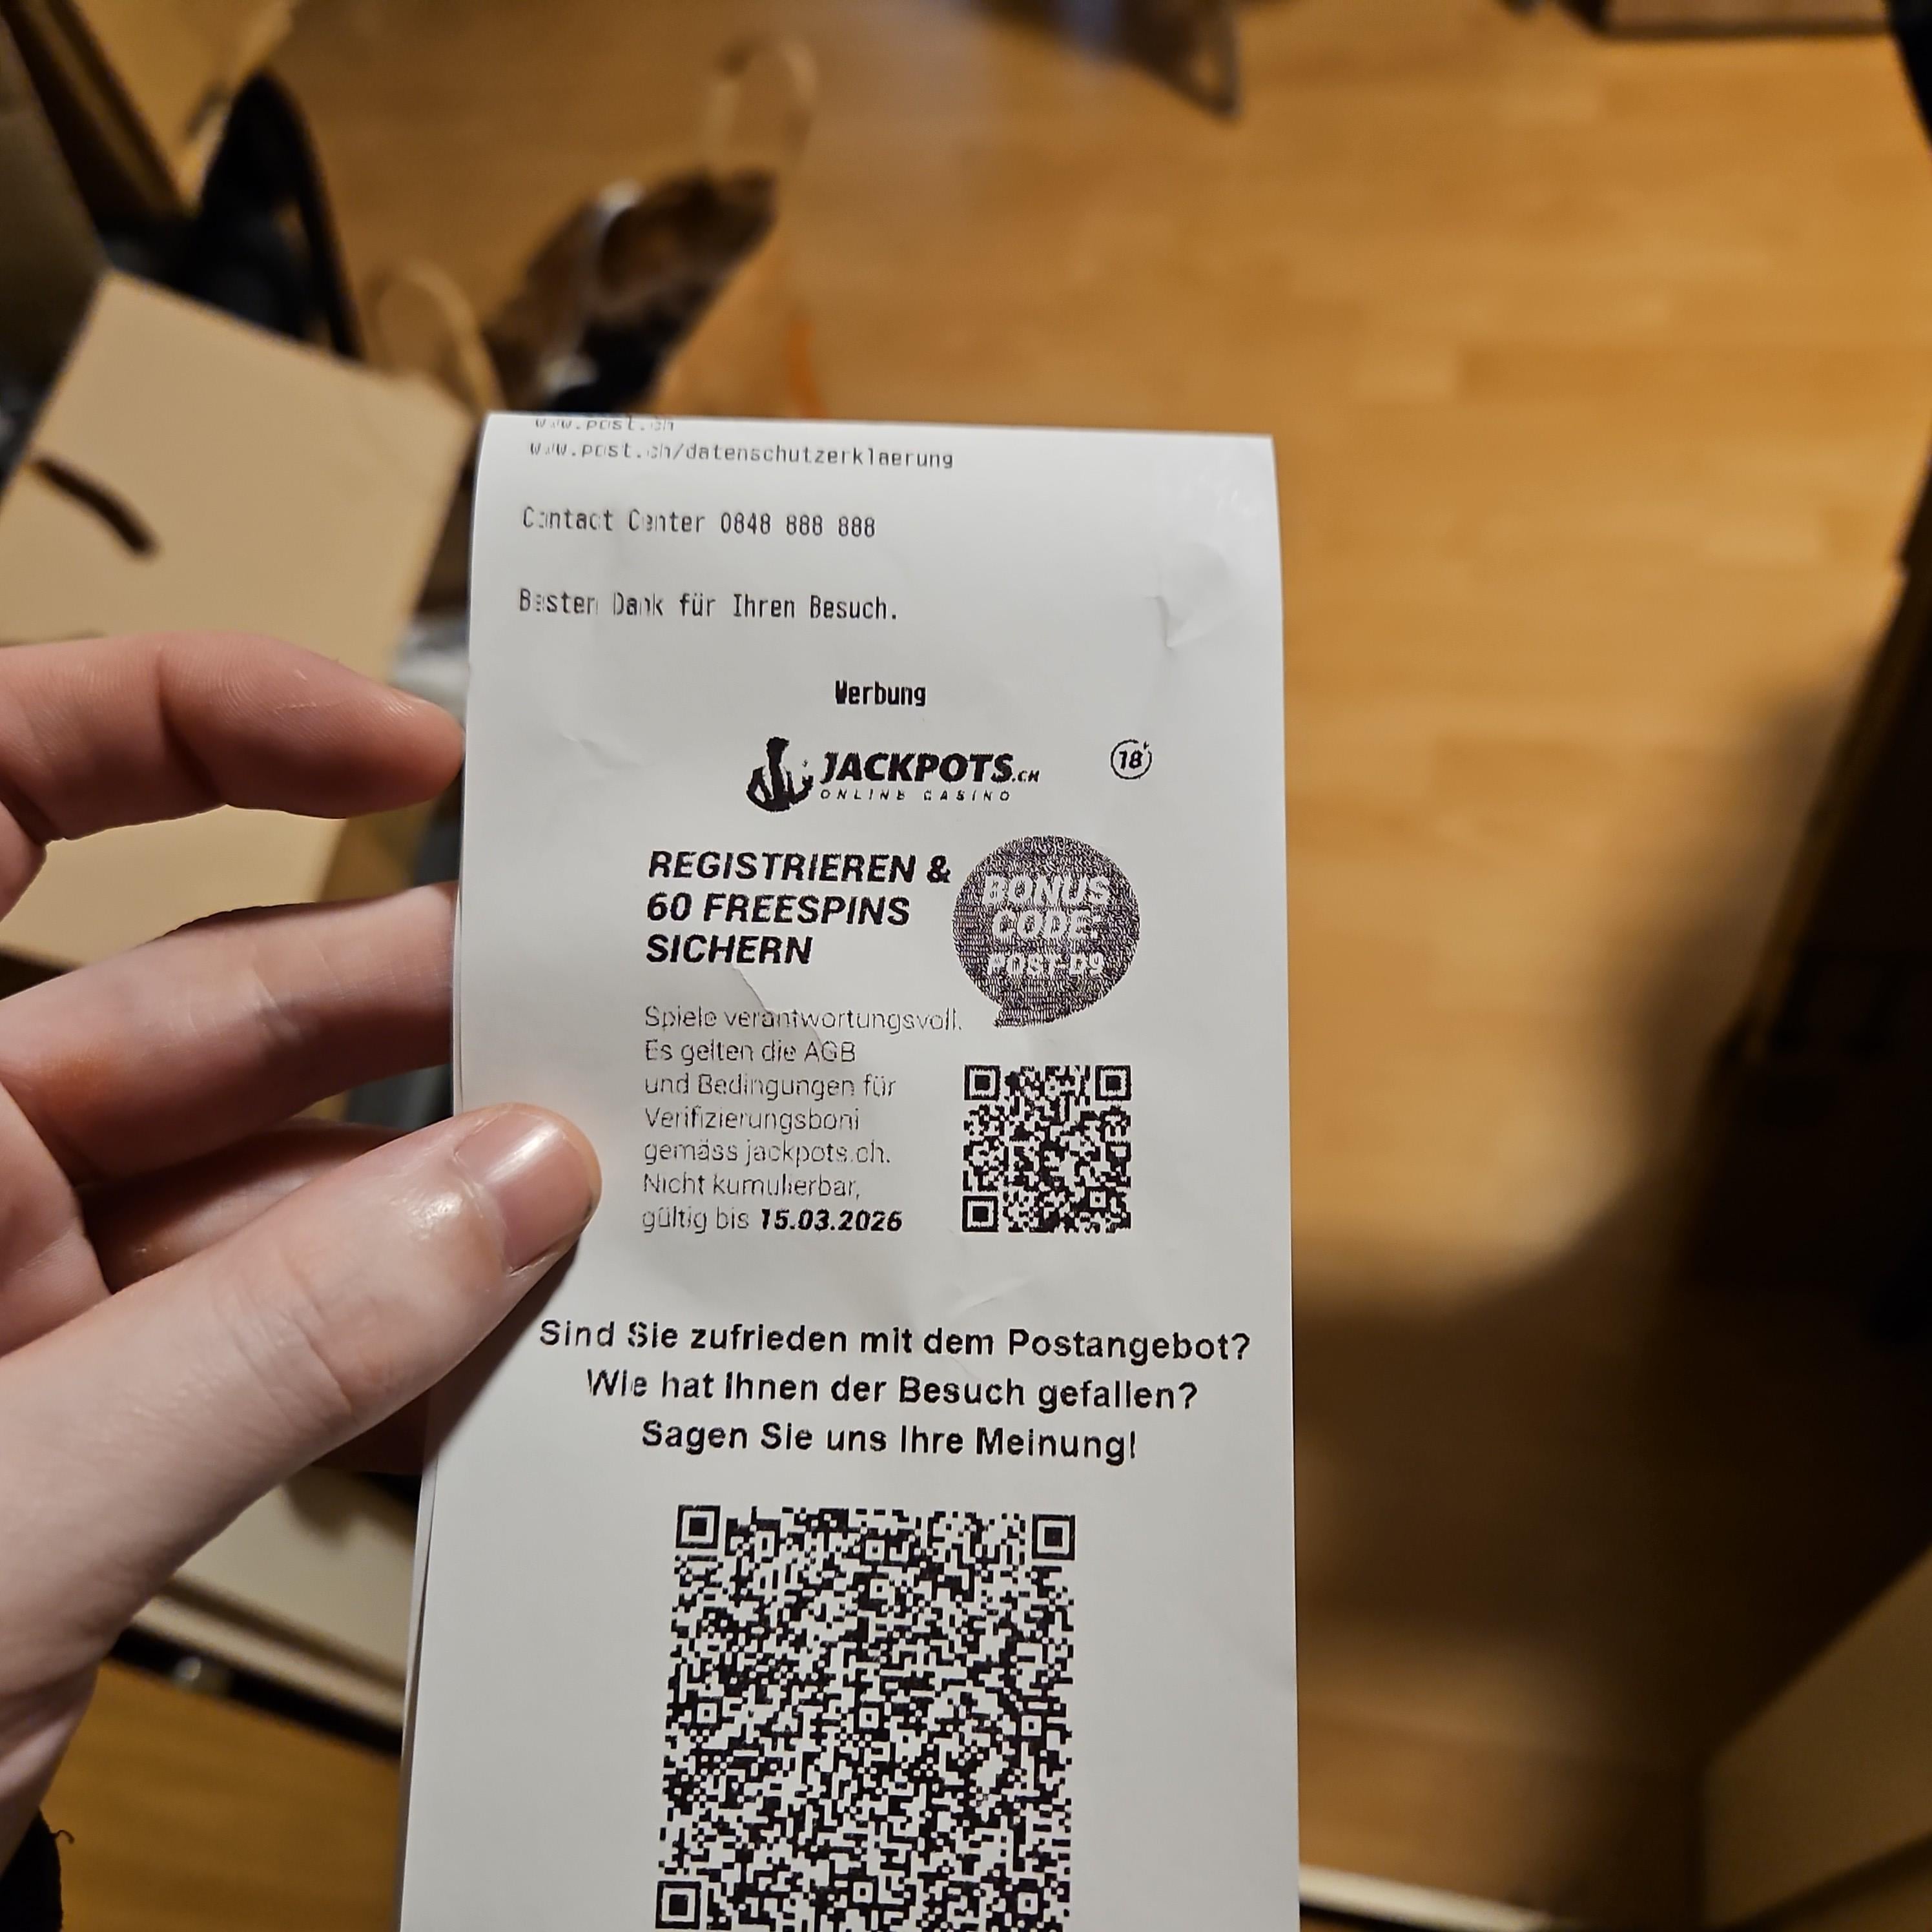 www.post.ch
www.post.ch/datenschutzerklaerung
Contact Center 0848 888 888
Besten Dank für Ihren Besuch.
Werbung
JACKPOTS.CH
ONLINE CASINO
18+
REGISTRIEREN &
60 FREESPINS
SICHERN
BONUS
CODE:
POST-D9
Spiele verantwortungsvoll.
Es gelten die AGB
und Bedingungen für
Verifizierungsboni
gemäss jackpots.ch.
Nicht kumulierbar,
gültig bis 15.03.2026
Sind Sie zufrieden mit dem Postangebot?
Wie hat Ihnen der Besuch gefallen?
Sagen Sie uns Ihre Meinung!